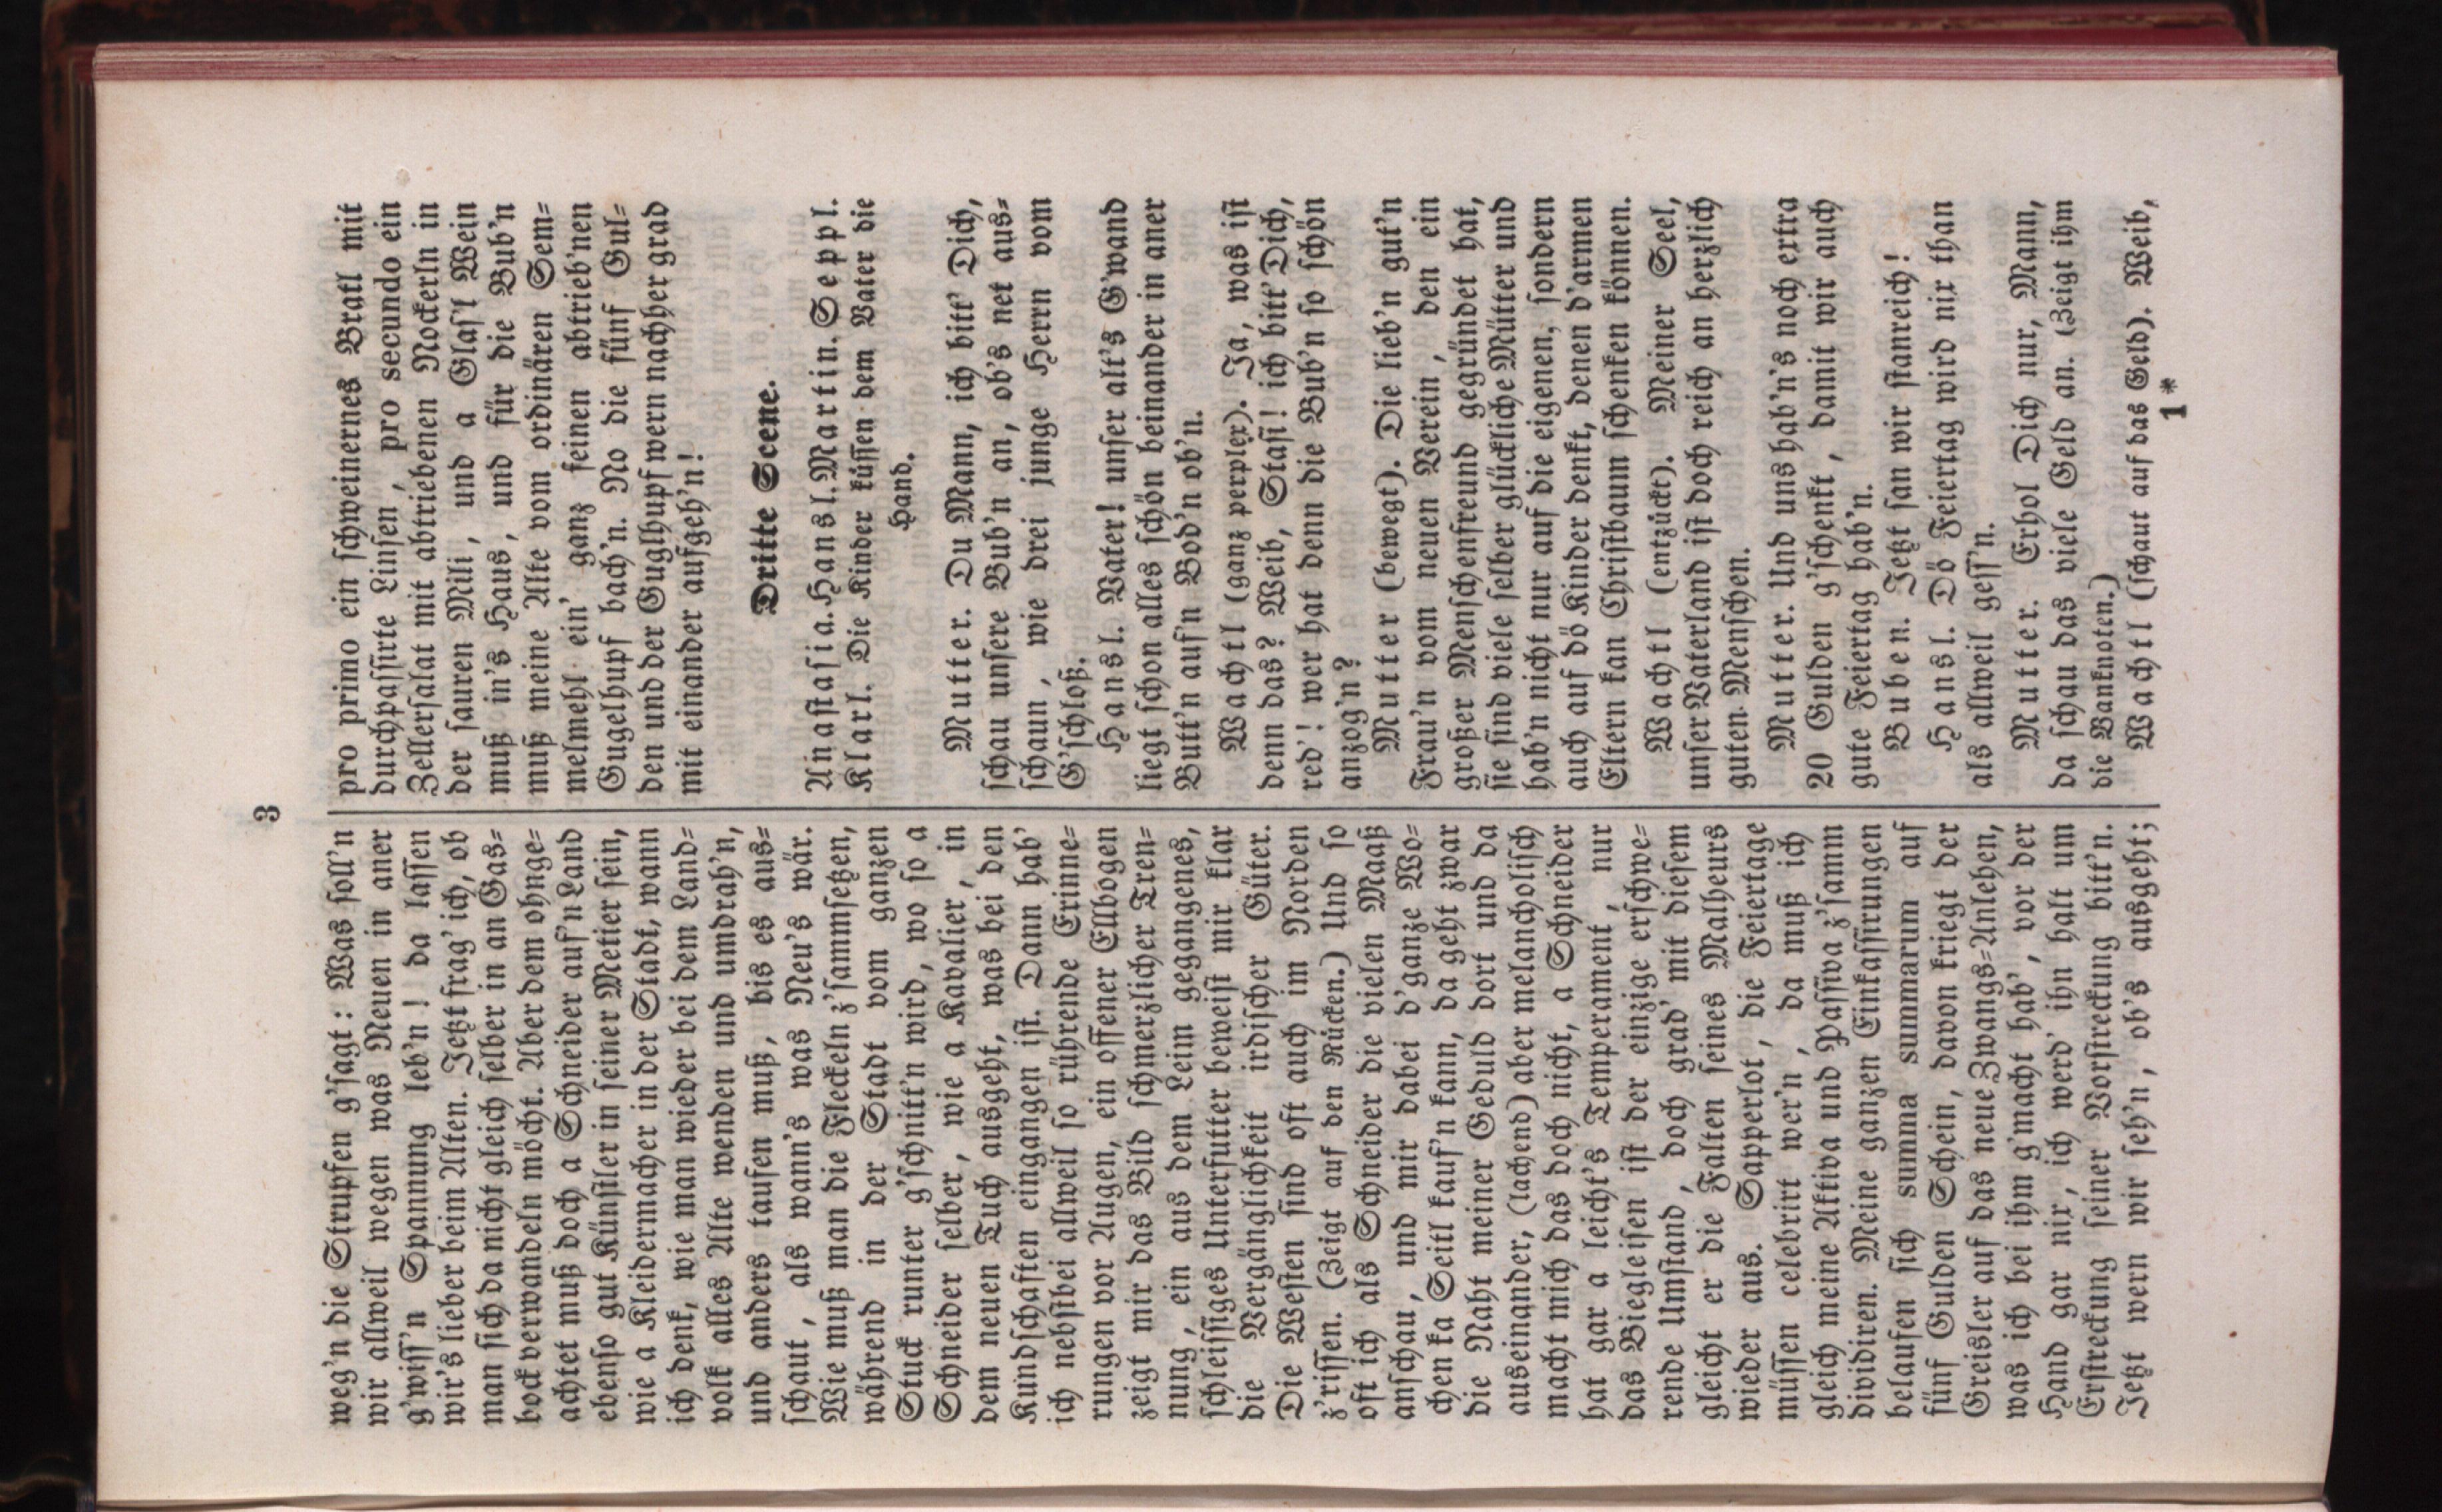 3
weg'n die Strupfen g'sagt: Was soll'n
wir allweil wegen was Neuen in aner
g'wiss'n Spannung leb'n! da lassen
wir's lieber beim Alten. Jetzt frag' ich, ob
man sich da nicht gleich selber in an Gas⸗
bock verwandeln möcht. Aber dem ohnge⸗
achtet muß doch a Schneider auf'n Land
ebenso gut Künstler in seiner Metier sein,
wie a Kleidermacher in der Stadt, wann
ich denk, wie man wieder bei dem Land⸗
volk alles Alte wenden und umdrah'n,
und anders taufen muß, bis es aus⸗
schaut, als wann's was Neu's wär.
Wie muß man die Fleckeln z'sammsetzen,
während in der Stadt vom ganzen
Stuck runter g'schnitt'n wird, wo so a
Schneider selber, wie a Kavalier, in
dem neuen Tuch ausgeht, was bei den
Kundschaften eingangen ist. Dann hab'
ich nebstbei allweil so rührende Erinne⸗
rungen vor Augen, ein offener Ellbogen
zeigt mir das Bild schmerzlicher Tren⸗
nung, ein aus dem Leim gegangenes,
schleissiges Unterfutter beweist mir klar
die Vergänglichkeit irdischer Güter.
Die Westen sind oft auch im Norden
z'rissen. (Zeigt auf den Rücken.) Und so
oft ich als Schneider die vielen Maaß
anschau, und mir dabei d'ganze Wo⸗
chen ka Seitl kauf'n kann, da geht zwar
die Naht meiner Geduld dort und da
auseinander, (lachend) aber melancholisch
macht mich das doch nicht, a Schneider
hat gar a leicht's Temperament, nur
das Biegleisen ist der einzige erschwe⸗
rende Umstand, doch grad' mit diesem
gleicht er die Falten seines Malheurs
wieder aus. Sapperlot, die Feiertage
müssen celebrirt wer'n, da muß ich
gleich meine Aktiva und Passiva z'samm
dividiren. Meine ganzen Einkassirungen
belaufen sich summa summarum auf
fünf Gulden Schein, davon kriegt der
Greisler auf das neue Zwangs⸗Anlehen,
was ich bei ihm g'macht hab', vor der
Hand gar nix, ich werd' ihn halt um
Erstreckung seiner Vorstreckung bitt'n.
Jetzt wern wir seh'n, ob's ausgeht;
pro primo ein schweinernes Bratl mit
durchpassirte Linsen, pro secundo ein
Zellersalat mit abtriebenen Nockerln in
der sauren Mili, und a Glas'l Wein
muß in's Haus, und für die Bub'n
muß meine Alte vom ordinären Sem⸗
melmehl ein' ganz feinen abtrieb'nen
Gugelhupf bach'n. No die fünf Gul⸗
den und der Guglhupf wern nachher grad
mit einander aufgeh'n!
Dritte Scene.
Anastasia. Hansl. Martin. Seppl.
Klarl. Die Kinder küssen dem Vater die
Hand.
Mutter. Du Mann, ich bitt' Dich,
schau unsere Bub'n an, ob's net aus⸗
schaun, wie drei junge Herrn vom
G'schloß.
Hansl. Vater! unser alt's G'wand
liegt schon alles schön beinander in aner
Butt'n auf'n Bod'n ob'n.
Wachtl (ganz perplex). Ja, was ist
denn das? Weib, Stasi! ich bitt' Dich,
red'! wer hat denn die Bub'n so schön
anzog'n?
Mutter (bewegt). Die lieb'n gut'n
Frau'n vom neuen Verein, den ein
großer Menschenfreund gegründet hat,
sie sind viele selber glückliche Mütter und
hab'n nicht nur auf die eigenen, sondern
auch auf dö Kinder denkt, denen d'armen
Eltern kan Christbaum schenken können.
Wachtl (entzückt). Meiner Seel,
unser Vaterland ist doch reich an herzlich
guten Menschen.
Mutter. Und uns hab'n's noch extra
20 Gulden g'schenkt, damit wir auch
gute Feiertag hab'n.
Buben. Jetzt san wir stanreich!
Hansl. Dö Feiertag wird nix than
als allweil gess'n.
Mutter. Erhol Dich nur, Mann,
da schau das viele Geld an. (Zeigt ihm
die Banknoten.)
Wachtl (schaut auf das Geld). Weib,
1*